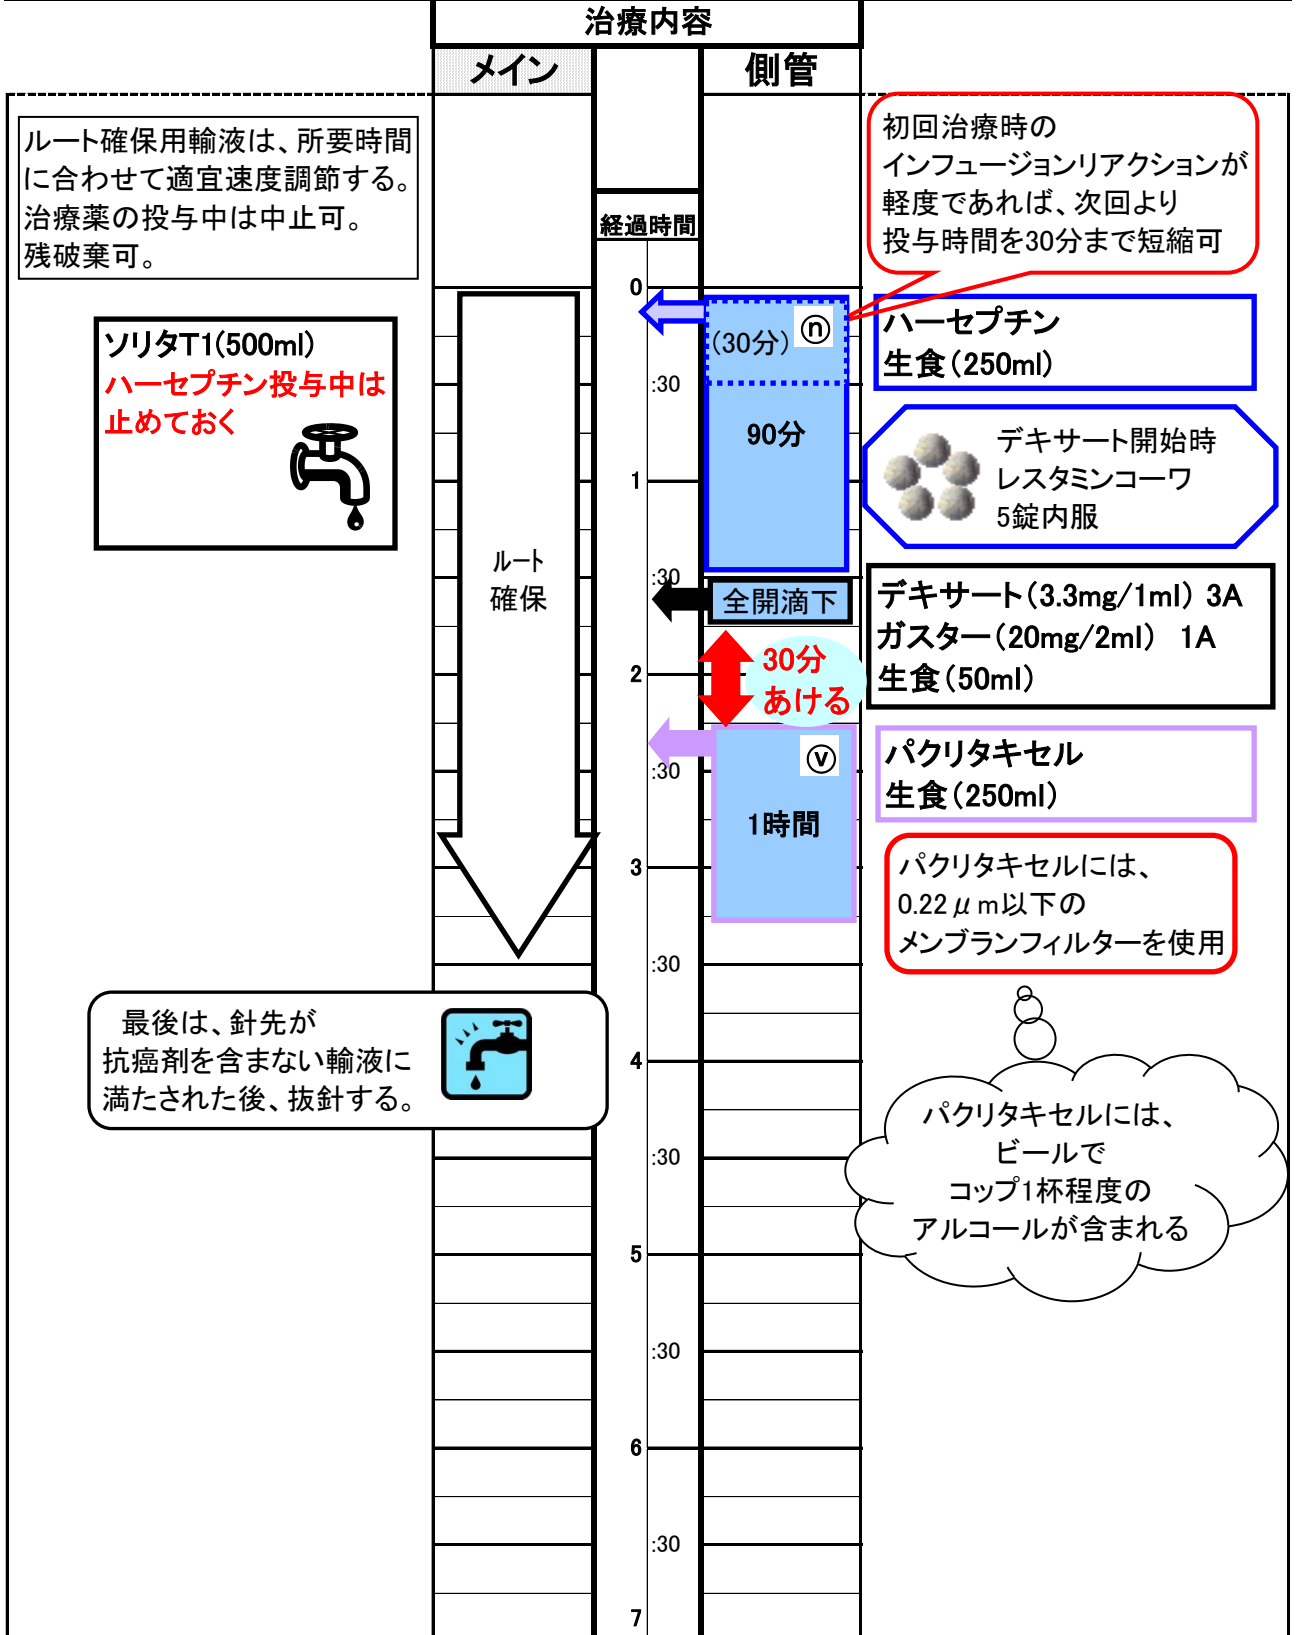 治療内容
メイン
側管
ルート確保用輸液は、所要時間
に合わせて適宜速度調節する。
治療薬の投与中は中止可。
残破棄可。
初回治療時の
インフュージョンリアクションが
軽度であれば、次回より
投与時間を30分まで短縮可
経過時間
0
ソリタT1(500ml)
ハーセプチン投与中は
止めておく
(30分)
ⓝ
ハーセプチン
生食(250ml)
:30
90分
デキサート開始時
レスタミンコーワ
5錠内服
1
ルート
確保
:30
全開滴下
デキサート(3.3mg/1ml) 3A
ガスター(20mg/2ml) 1A
生食(50ml)
30分
あける
2
ⓥ
パクリタキセル
生食(250ml)
:30
1時間
3
パクリタキセルには、
0.22μm以下の
メンブランフィルターを使用
:30
最後は、針先が
抗癌剤を含まない輸液に
満たされた後、抜針する。
4
パクリタキセルには、
ビールで
コップ1杯程度の
アルコールが含まれる
:30
5
:30
6
:30
7